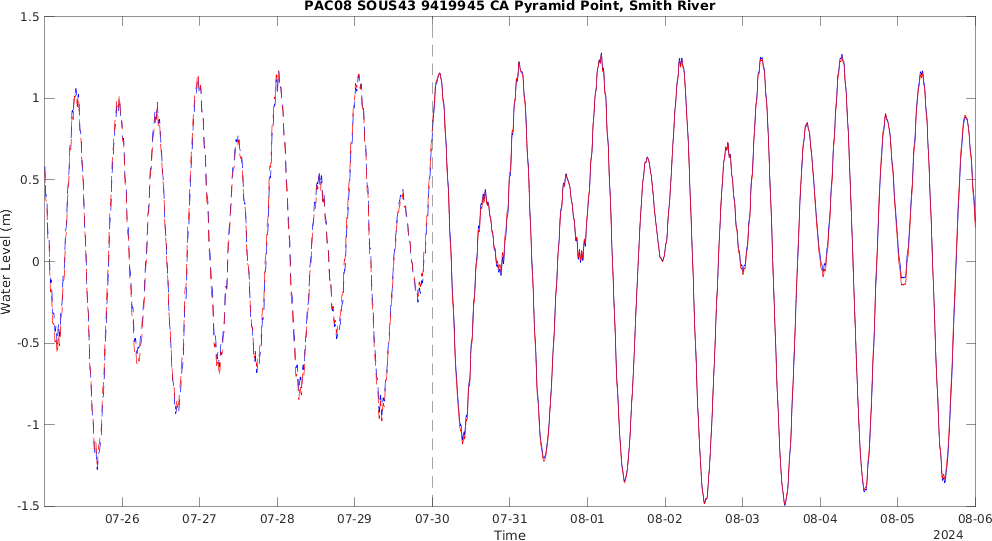 PAC08 SOUS43 9419945 CA Pyramid Point, Smith River
Water Level (m)
1.5
1
0.5
0
-0.5
-1
-1.5
07-26 07-27 07-28 07-29 07-30 07-31 08-01 08-02 08-03 08-04 08-05 08-06
Time
2024